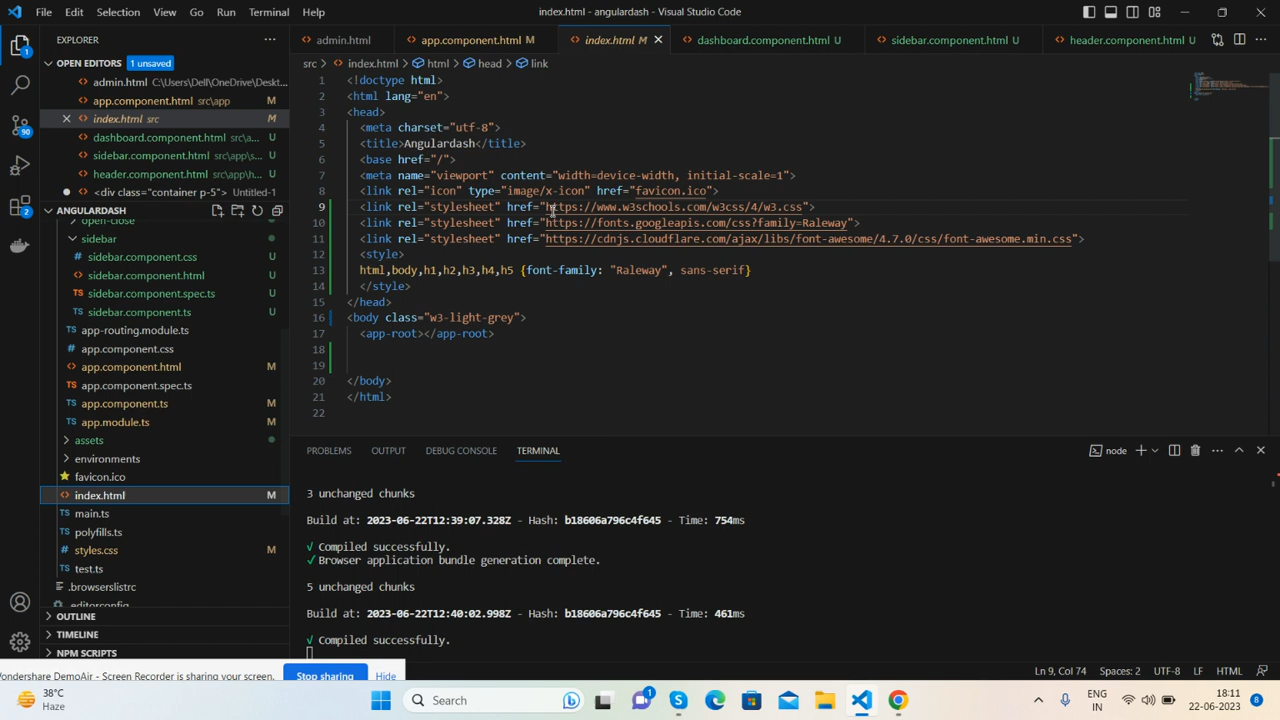 File Edit Selection View Go Run Terminal Help
index.html - angulardash - Visual Studio Code
EXPLORER
OPEN EDITORS 1 unsaved
admin.html C:\Users\Dell\OneDrive\Deskt...
app.component.html src\app M
index.html src M
dashboard.component.html src\a... U
sidebar.component.html src\app\s... U
header.component.html src\app\... U
<div class="container p-5"> Untitled-1
ANGULARDASH
open-close
sidebar
sidebar.component.css U
sidebar.component.html U
sidebar.component.spec.ts U
sidebar.component.ts U
app-routing.module.ts
app.component.css
app.component.html M
app.component.spec.ts
app.component.ts M
app.module.ts M
assets
environments
favicon.ico
index.html M
main.ts
polyfills.ts
styles.css M
test.ts
.browserslistrc
.editorconfig
OUTLINE
TIMELINE
NPM SCRIPTS
1
90
admin.html app.component.html M index.html M dashboard.component.html U sidebar.component.html U header.component.html U
src > index.html > html > head > link
1 <!doctype html>
2 <html lang="en">
3 <head>
4 <meta charset="utf-8">
5 <title>Angulardash</title>
6 <base href="/">
7 <meta name="viewport" content="width=device-width, initial-scale=1">
8 <link rel="icon" type="image/x-icon" href="favicon.ico">
9 <link rel="stylesheet" href="https://www.w3schools.com/w3css/4/w3.css">
10 <link rel="stylesheet" href="https://fonts.googleapis.com/css?family=Raleway">
11 <link rel="stylesheet" href="https://cdnjs.cloudflare.com/ajax/libs/font-awesome/4.7.0/css/font-awesome.min.css">
12 <style>
13 html,body,h1,h2,h3,h4,h5 {font-family: "Raleway", sans-serif}
14 </style>
15 </head>
16 <body class="w3-light-grey">
17 <app-root></app-root>
18
19
20 </body>
21 </html>
22
PROBLEMS OUTPUT DEBUG CONSOLE TERMINAL
node
3 unchanged chunks
Build at: 2023-06-22T12:39:07.328Z - Hash: b18606a796c4f645 - Time: 754ms
√ Compiled successfully.
√ Browser application bundle generation complete.
5 unchanged chunks
Build at: 2023-06-22T12:40:02.998Z - Hash: b18606a796c4f645 - Time: 461ms
√ Compiled successfully.
Ln 9, Col 74 Spaces: 2 UTF-8 LF HTML
Wondershare DemoAir - Screen Recorder is sharing your screen. Stop sharing Hide
38°C
Haze
Search
1
ENG
IN
18:11
22-06-2023
8